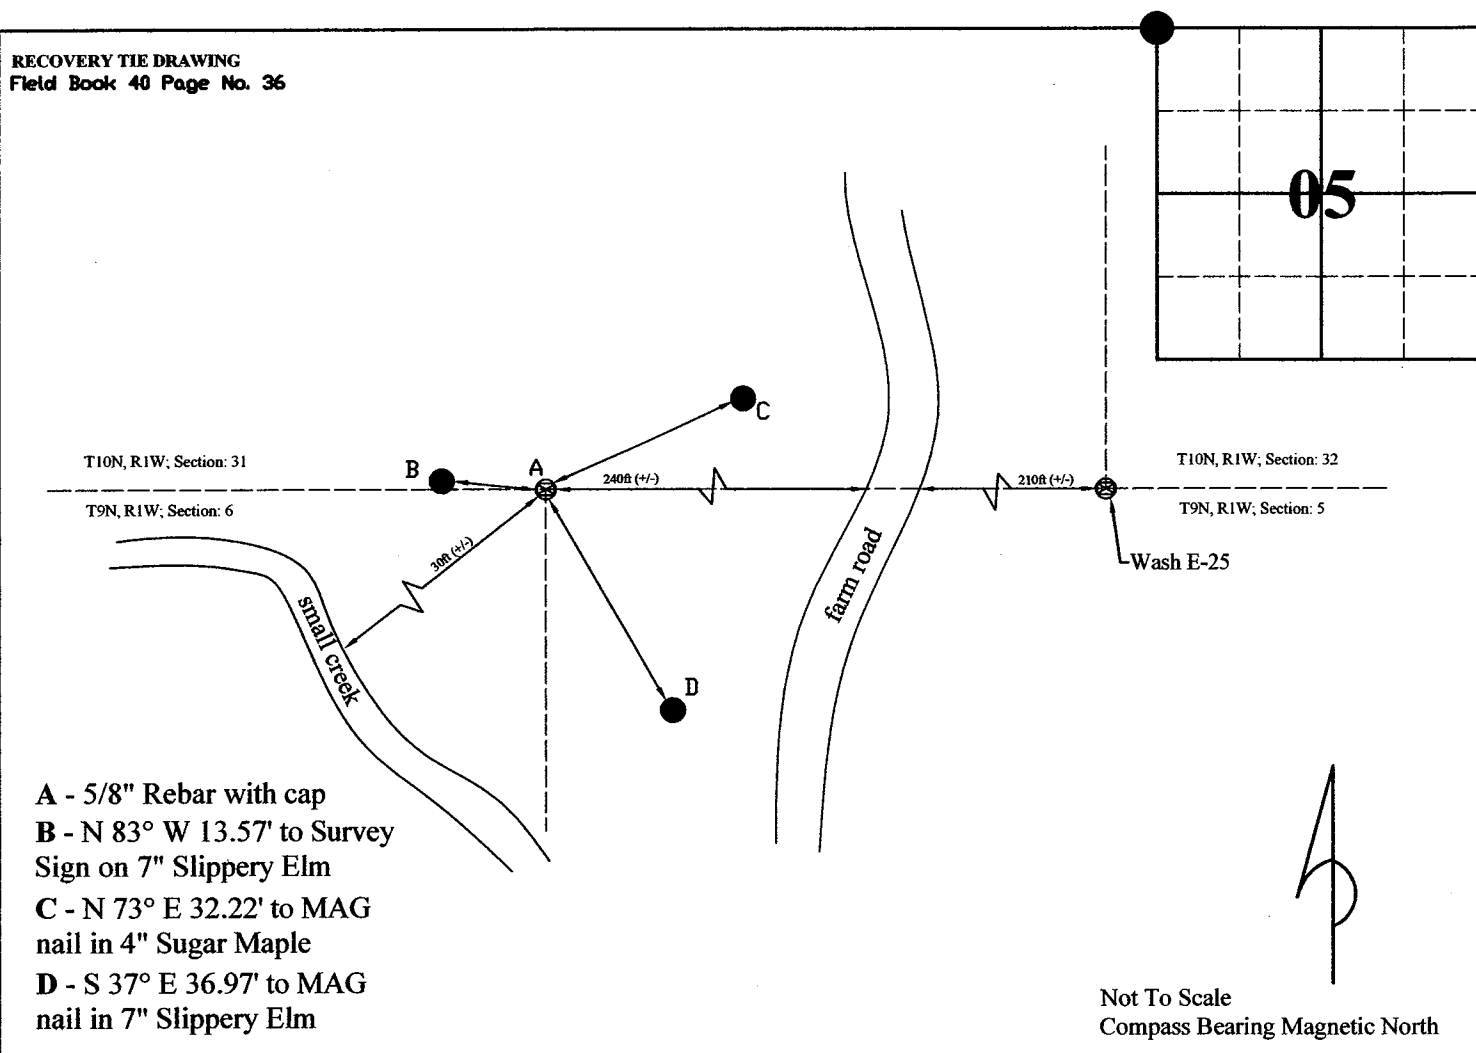 RECOVERY TIE DRAWING
Field Book 40 Page No. 36
05
C
T10N, R1W; Section: 31
B
A
240ft (+/-)
210ft (+/-)
T10N, R1W; Section: 32
T9N, R1W; Section: 6
T9N, R1W; Section: 5
30ft (+/-)
Wash E-25
farm road
small creek
D
A - 5/8" Rebar with cap
B - N 83° W 13.57' to Survey
Sign on 7" Slippery Elm
C - N 73° E 32.22' to MAG
nail in 4" Sugar Maple
D - S 37° E 36.97' to MAG
nail in 7" Slippery Elm
Not To Scale
Compass Bearing Magnetic North